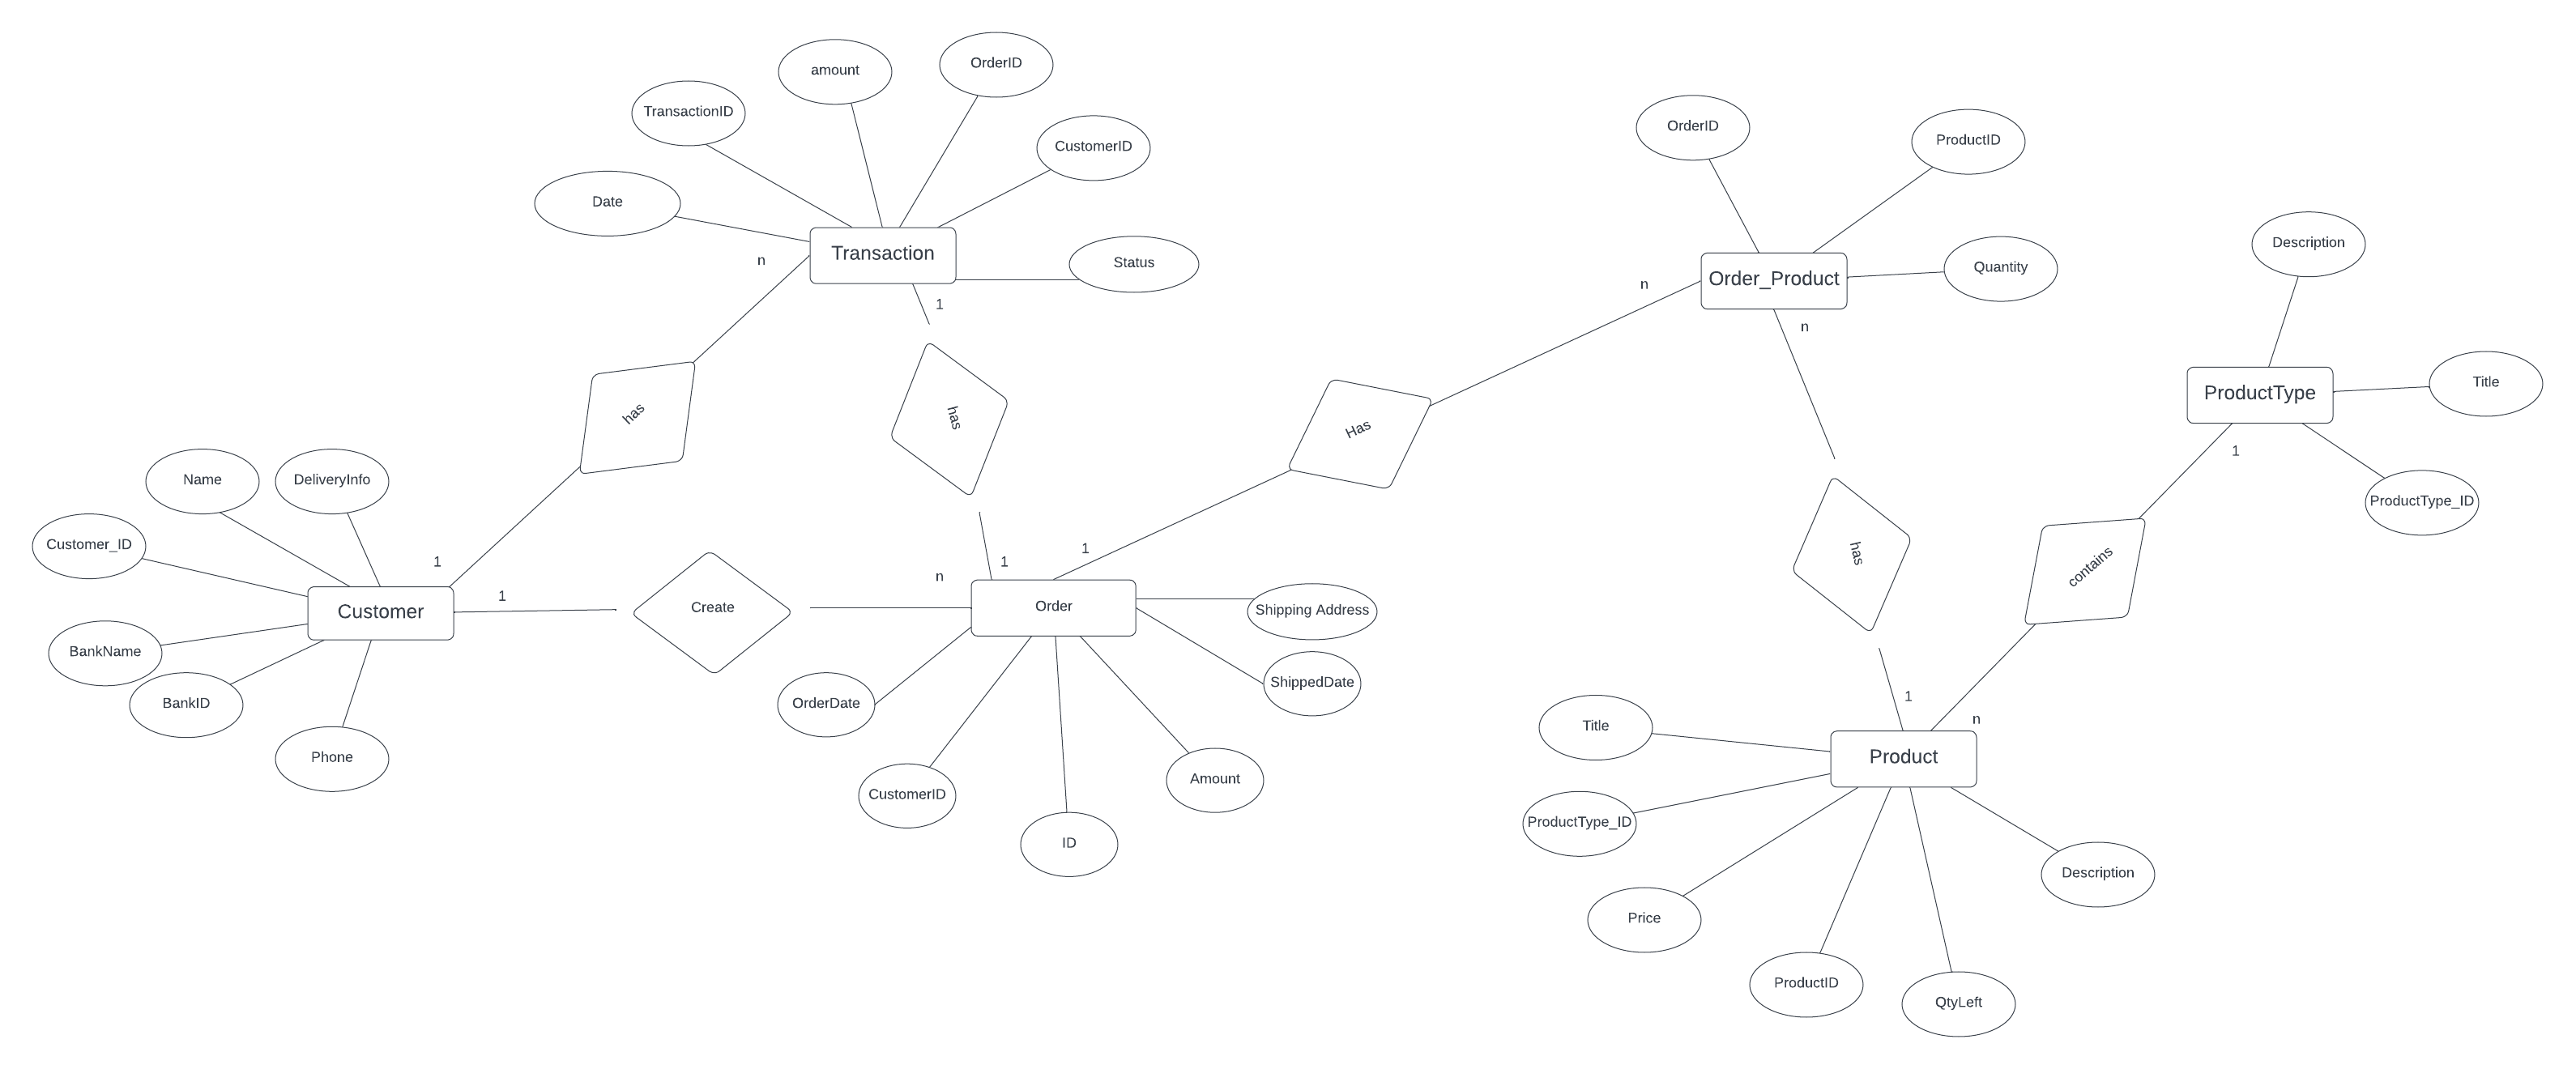 OrderID
amount
TransactionID
CustomerID
Date
Transaction
Status
n
1
has
has
OrderID
ProductID
Order_Product
Quantity
n
n
Has
has
Description
ProductType
Title
ProductType_ID
1
contains
Name
DeliveryInfo
Customer_ID
Customer
BankName
BankID
Phone
1
1
Create
n
1
1
Order
Shipping Address
ShippedDate
OrderDate
CustomerID
Amount
ID
1
n
Product
Title
ProductType_ID
Price
ProductID
QtyLeft
Description